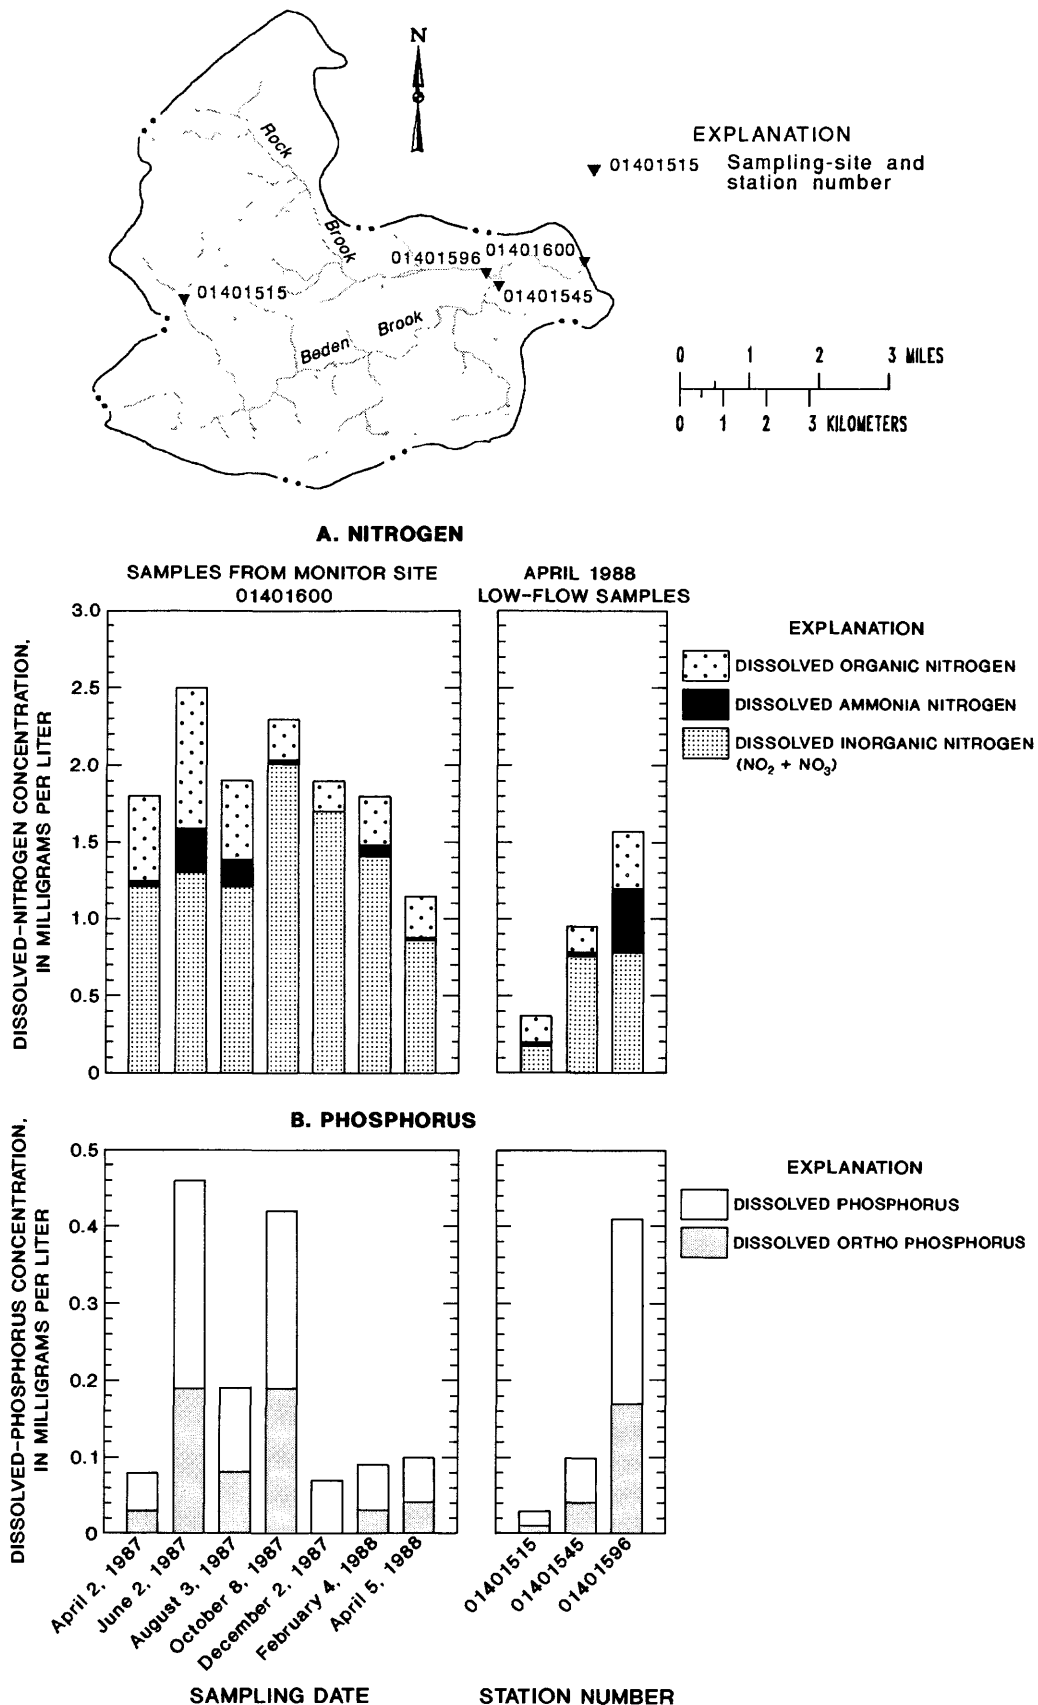 N
EXPLANATION
01401515 Sampling-site and
station number
Rock
Brook
01401596
01401600
01401515
01401545
Brook
Beden
0 1 2 3 MILES
0 1 2 3 KILOMETERS
A. NITROGEN
SAMPLES FROM MONITOR SITE
01401600
APRIL 1988
LOW-FLOW SAMPLES
DISSOLVED-NITROGEN CONCENTRATION,
IN MILLIGRAMS PER LITER
3.0
2.5
2.0
1.5
1.0
0.5
0
EXPLANATION
DISSOLVED ORGANIC NITROGEN
DISSOLVED AMMONIA NITROGEN
DISSOLVED INORGANIC NITROGEN
(NO₂ + NO₃)
B. PHOSPHORUS
DISSOLVED-PHOSPHORUS CONCENTRATION,
IN MILLIGRAMS PER LITER
0.5
0.4
0.3
0.2
0.1
0
EXPLANATION
DISSOLVED PHOSPHORUS
DISSOLVED ORTHO PHOSPHORUS
April 2, 1987
June 2, 1987
August 3, 1987
October 8, 1987
December 2, 1987
February 4, 1988
April 5, 1988
01401515
01401545
01401596
SAMPLING DATE
STATION NUMBER